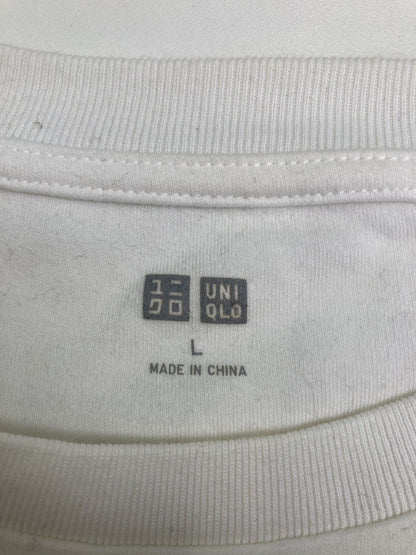 ユニ UNI
クロ QLO
L
MADE IN CHINA